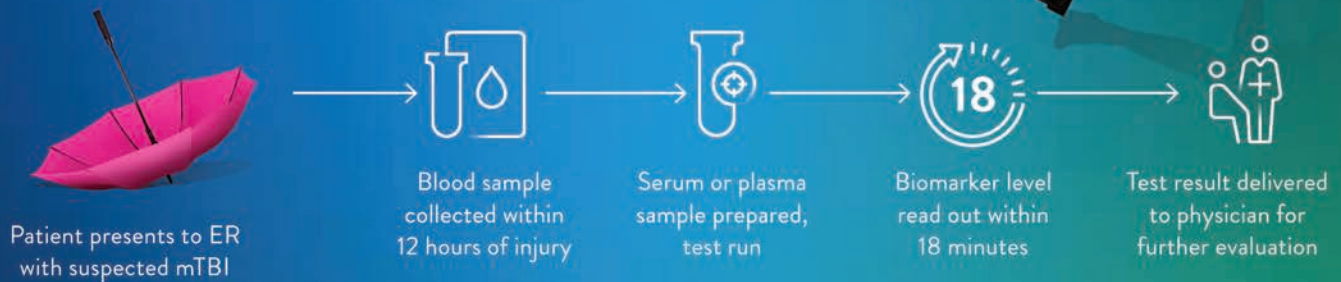 Patient presents to ER
with suspected mTBI
Blood sample
collected within
12 hours of injury
Serum or plasma
sample prepared,
test run
18
Biomarker level
read out within
18 minutes
Test result delivered
to physician for
further evaluation